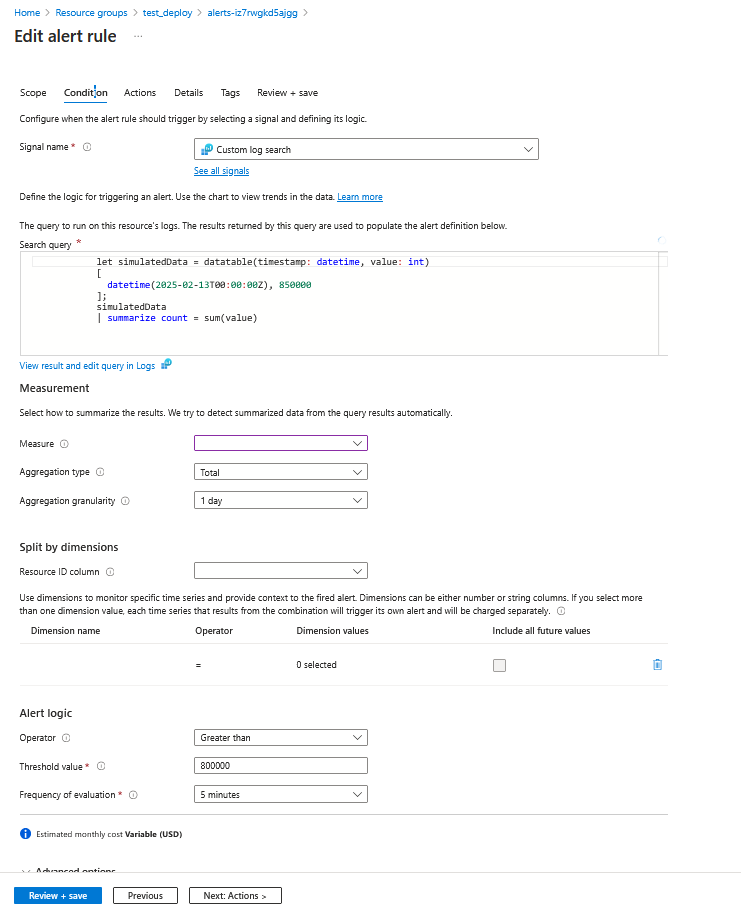 Home > Resource groups > test_deploy > alerts-iz7rwgkd5ajgg >
Edit alert rule ...
Scope Condition Actions Details Tags Review + save
Configure when the alert rule should trigger by selecting a signal and defining its logic.
Signal name * Custom log search
See all signals
Define the logic for triggering an alert. Use the chart to view trends in the data. Learn more
The query to run on this resource's logs. The results returned by this query are used to populate the alert definition below.
Search query *
let simulatedData = datatable(timestamp: datetime, value: int)
[
datetime(2025-02-13T00:00:00Z), 850000
];
simulatedData
| summarize count = sum(value)
View result and edit query in Logs
Measurement
Select how to summarize the results. We try to detect summarized data from the query results automatically.
Measure
Aggregation type Total
Aggregation granularity 1 day
Split by dimensions
Resource ID column
Use dimensions to monitor specific time series and provide context to the fired alert. Dimensions can be either number or string columns. If you select more
than one dimension value, each time series that results from the combination will trigger its own alert and will be charged separately.
Dimension name Operator Dimension values Include all future values
= 0 selected
Alert logic
Operator Greater than
Threshold value * 800000
Frequency of evaluation * 5 minutes
Estimated monthly cost Variable (USD)
Advanced options
Review + save Previous Next: Actions >